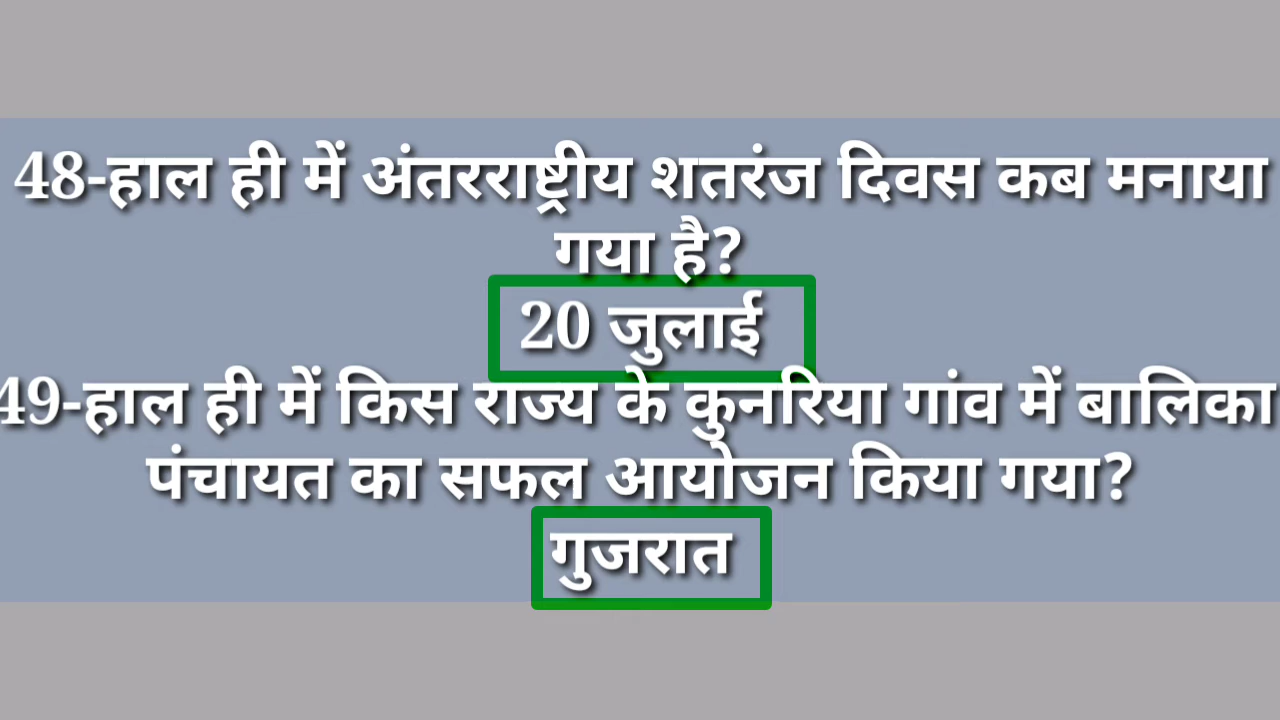 48-हाल ही में अंतरराष्ट्रीय शतरंज दिवस कब मनाया
गया है?
20 जुलाई
49-हाल ही में किस राज्य के कुनरिया गांव में बालिका
पंचायत का सफल आयोजन किया गया?
गुजरात